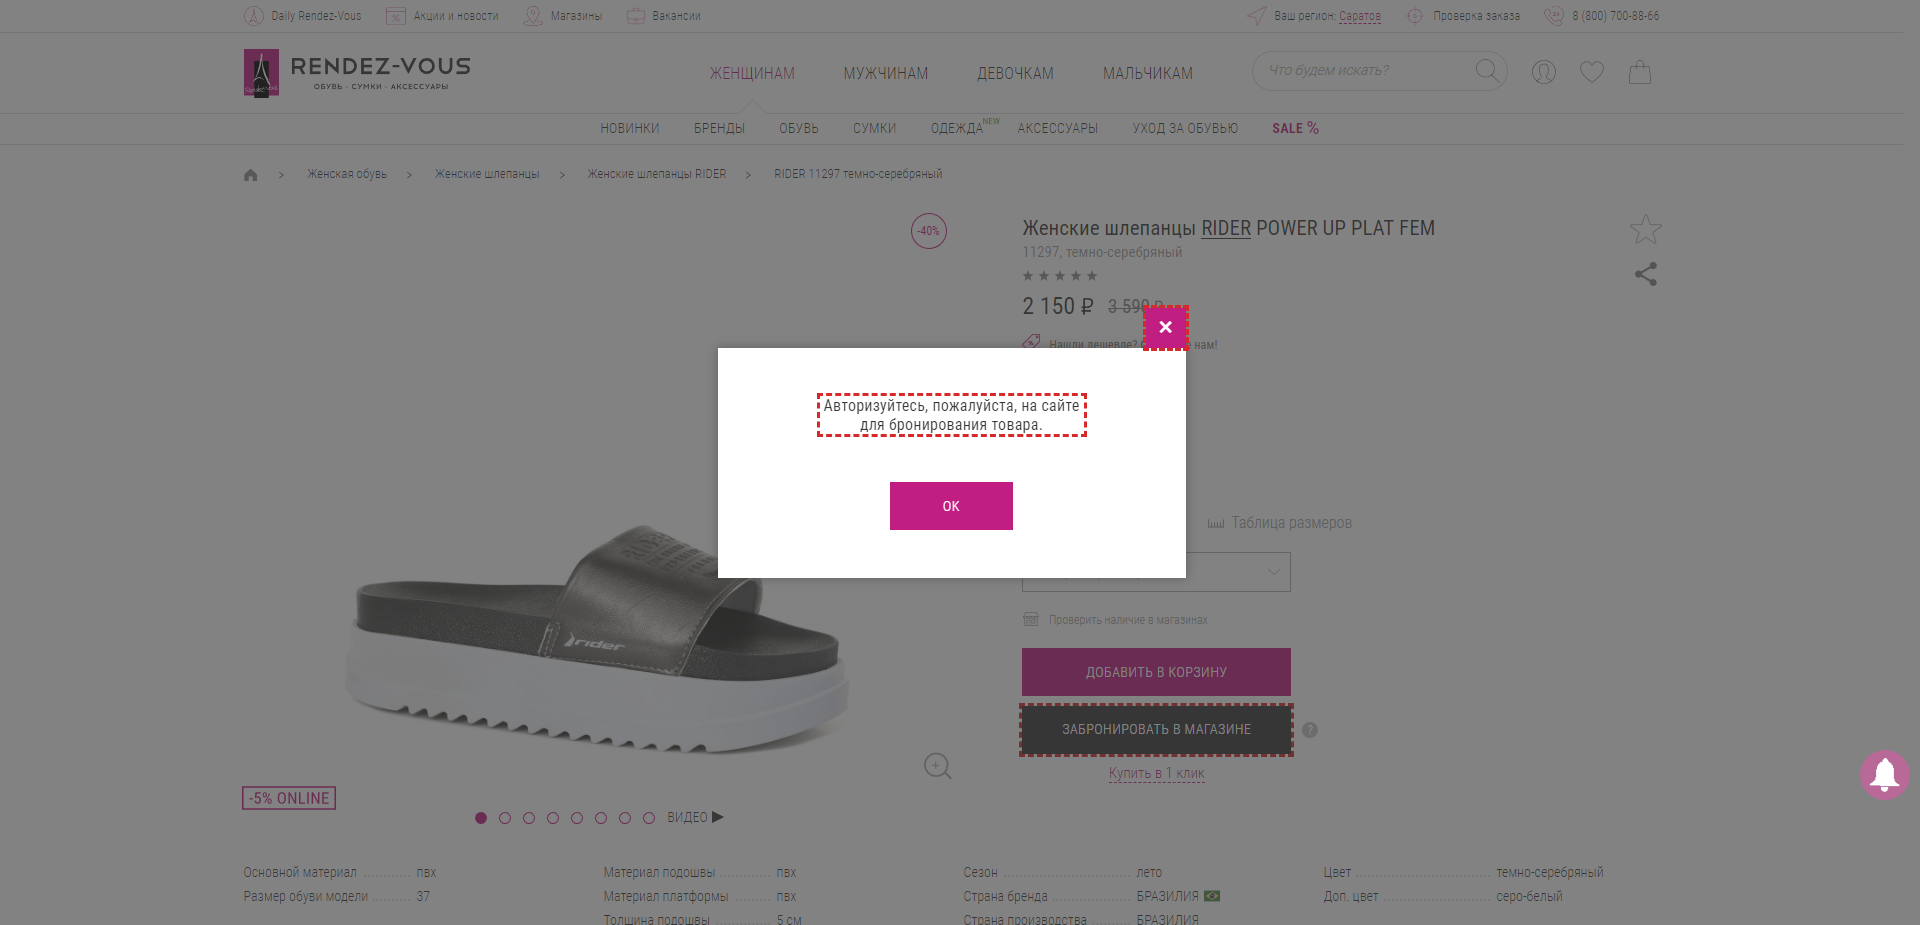 Daily Rendez-Vous Акции и новости Магазины Вакансии Ваш регион: Саратов Проверка заказа 8 (800) 700-88-66
RENDEZ-VOUS
ОБУВЬ · СУМКИ · АКСЕССУАРЫ
ЖЕНЩИНАМ МУЖЧИНАМ ДЕВОЧКАМ МАЛЬЧИКАМ
Что будем искать?
НОВИНКИ БРЕНДЫ ОБУВЬ СУМКИ ОДЕЖДА NEW АКСЕССУАРЫ УХОД ЗА ОБУВЬЮ SALE %
> Женская обувь > Женские шлепанцы > Женские шлепанцы RIDER > RIDER 11297 темно-серебряный
-40%
Женские шлепанцы RIDER POWER UP PLAT FEM
11297, темно-серебряный
2 150 ₽ 3 590 ₽
Нашли дешевле? нам!
×
Авторизуйтесь, пожалуйста, на сайте
для бронирования товара.
OK
Таблица размеров
RIDER
rider
Проверить наличие в магазинах
ДОБАВИТЬ В КОРЗИНУ
ЗАБРОНИРОВАТЬ В МАГАЗИНЕ ?
Купить в 1 клик
-5% ONLINE
ВИДЕО
Основной материал пвх
Размер обуви модели 37
Материал подошвы пвх
Материал платформы пвх
Толщина подошвы 5 см
Сезон лето
Страна бренда БРАЗИЛИЯ
Страна производства БРАЗИЛИЯ
Цвет темно-серебряный
Доп. цвет серо-белый